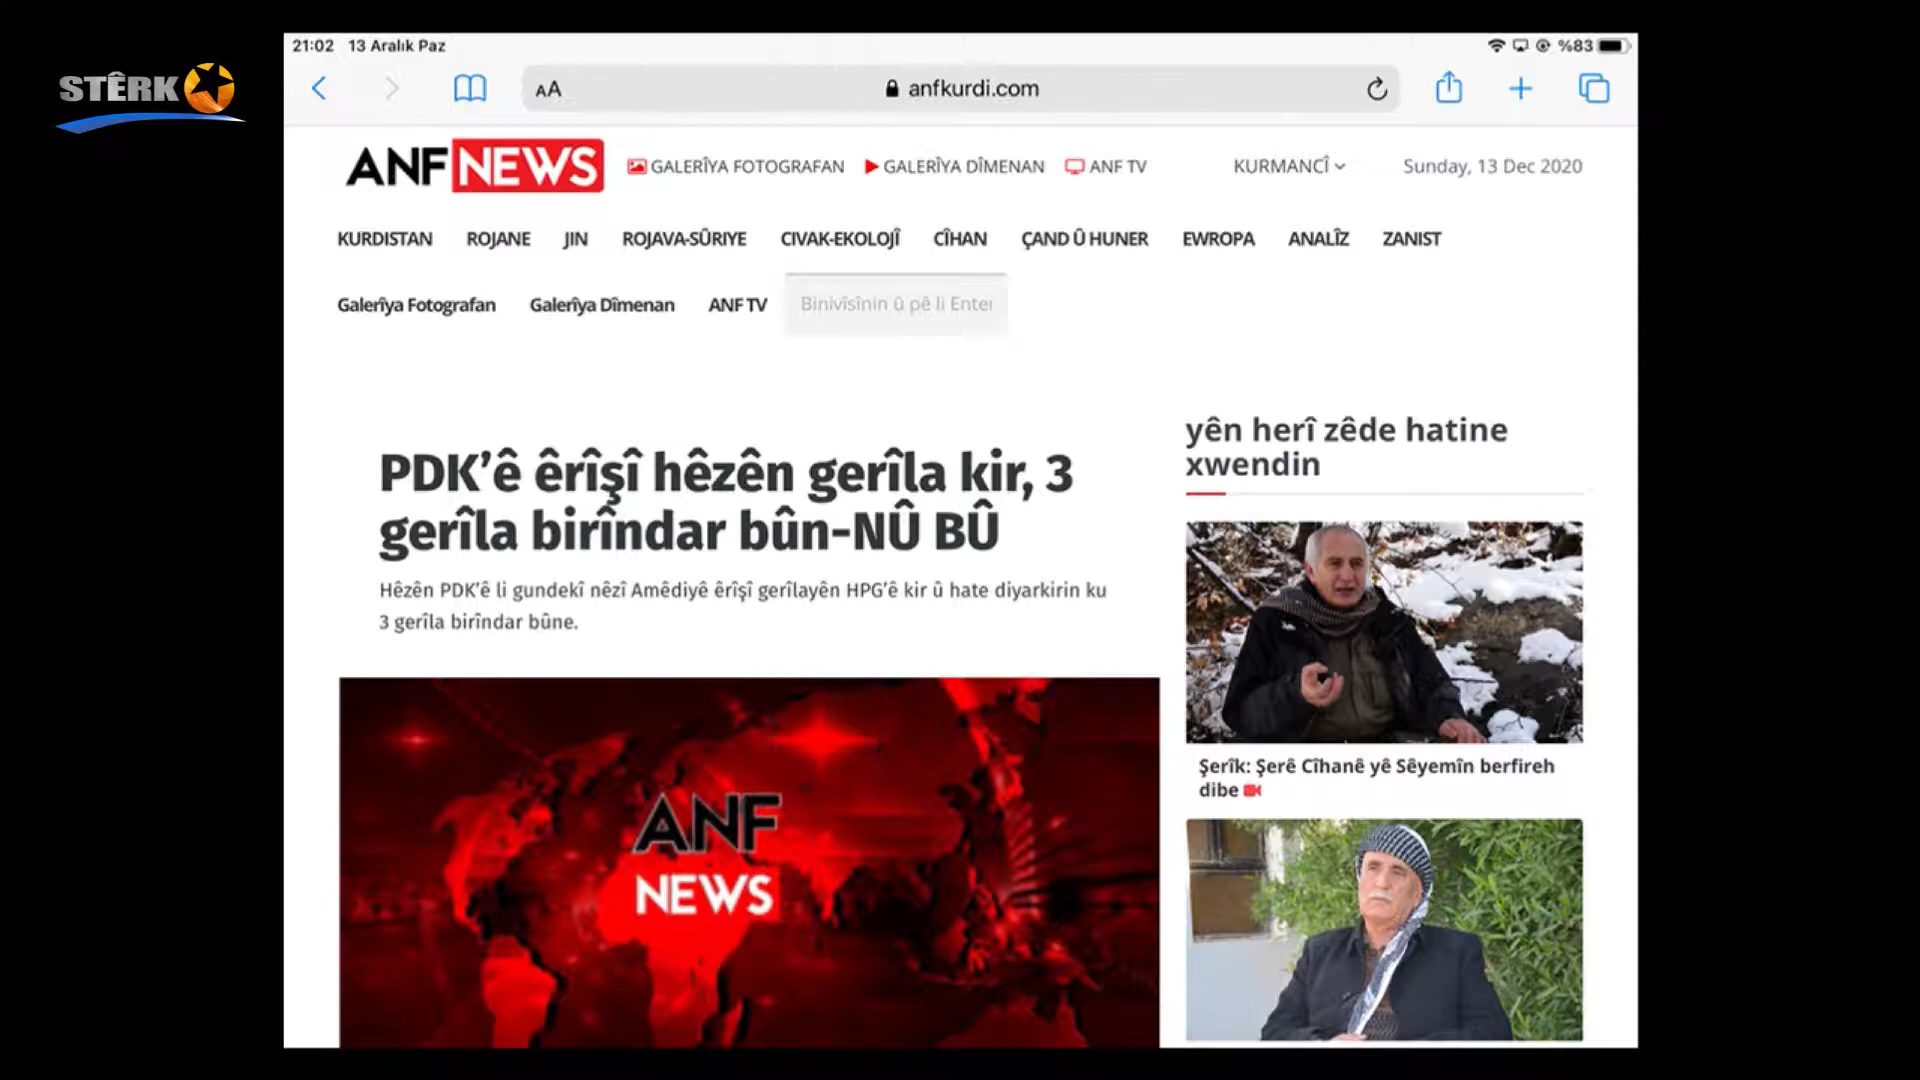 21:02 13 Aralık Paz
%83
STÊRK
AA
anfkurdi.com
ANF NEWS
GALERÎYA FOTOGRAFAN
GALERÎYA DÎMENAN
ANF TV
KURMANCÎ
Sunday, 13 Dec 2020
KURDISTAN ROJANE JIN ROJAVA-SÛRIYE CIVAK-EKOLOJÎ CÎHAN ÇAND Û HUNER EWROPA ANALÎZ ZANIST
Galerîya Fotografan Galerîya Dîmenan ANF TV Binivîsînin û pê li Enter
PDK’ê êrîşî hêzên gerîla kir, 3
gerîla birîndar bûn-NÛ BÛ
Hêzên PDK’ê li gundekî nêzî Amêdiyê êrîşî gerîlayên HPG’ê kir û hate diyarkirin ku
3 gerîla birîndar bûne.
ANF
NEWS
yên herî zêde hatine
xwendin
Şerîk: Şerê Cîhanê yê Sêyemîn berfireh
dibe